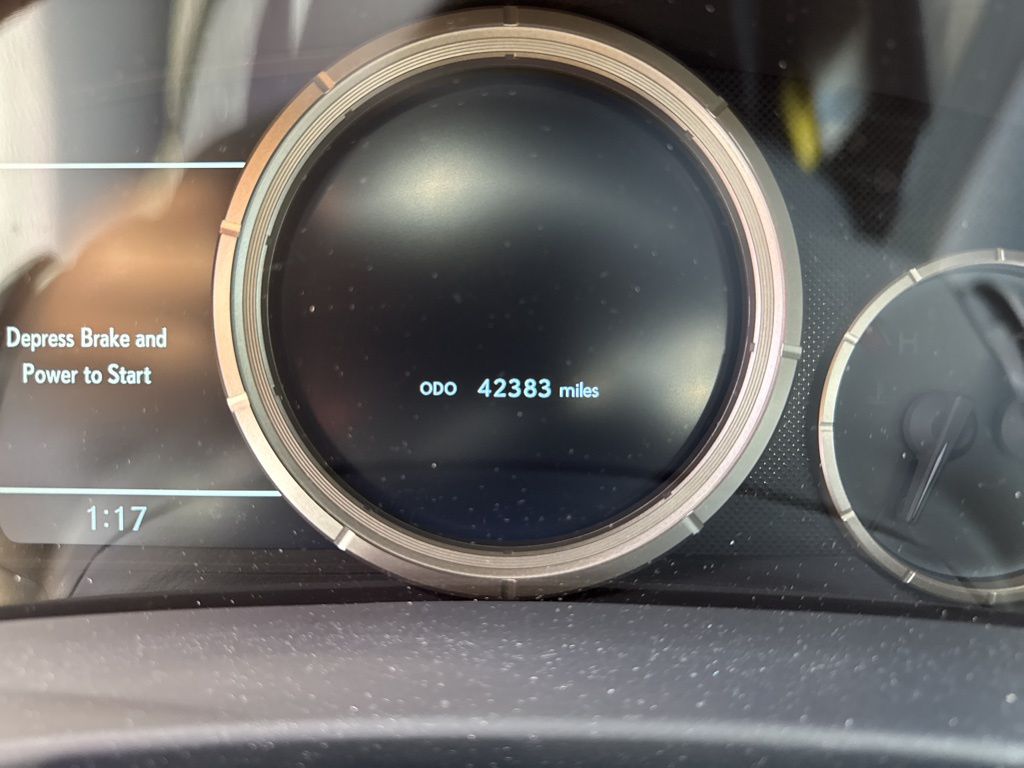 Depress Brake and
Power to Start
ODO 42383 miles
1:17
H